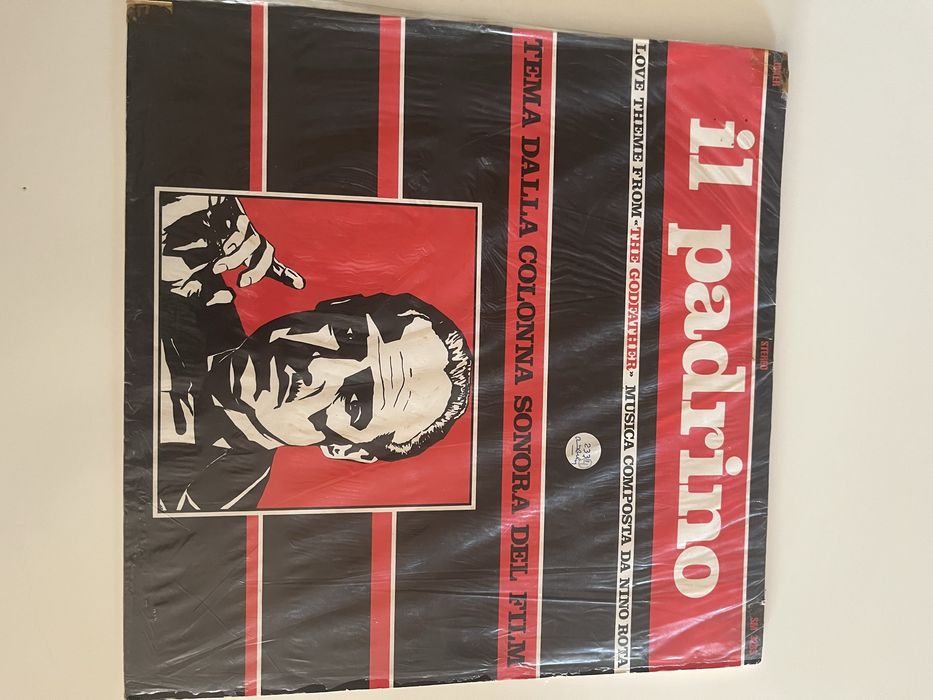 STEREO
il padrino
LOVE THEME FROM «THE GODFATHER» MUSICA COMPOSTA DA NINO ROTA
TEMA DALLA COLONNA SONORA DEL FILM